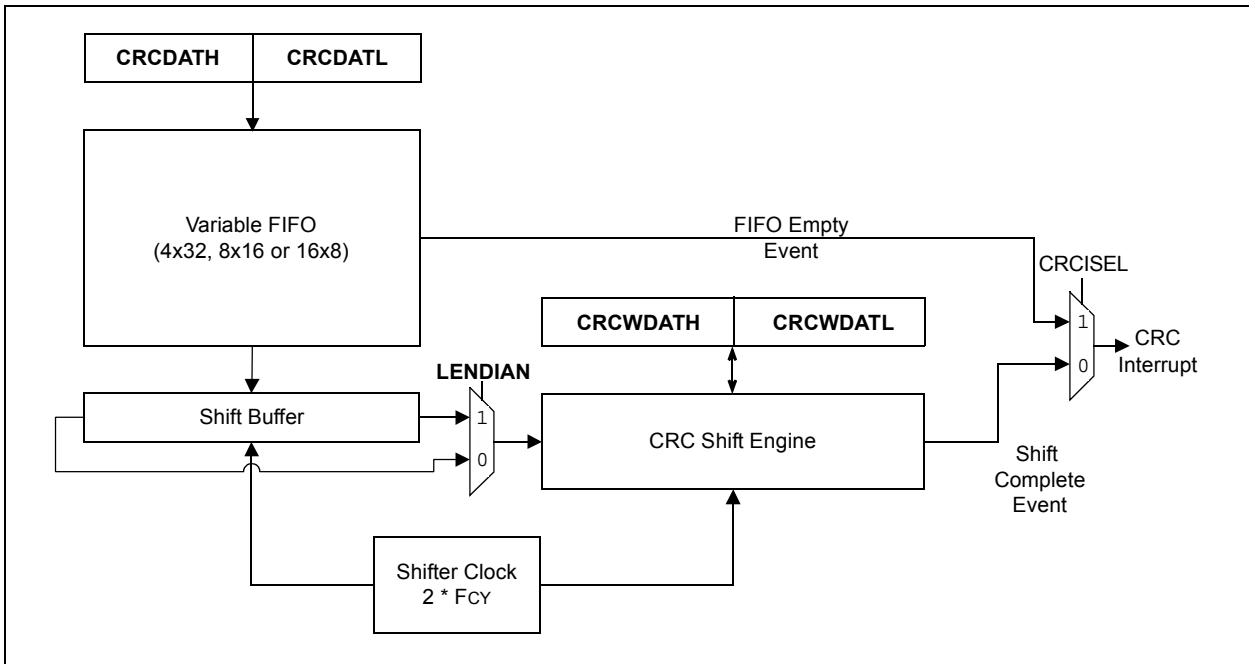 CRCDATH CRCDATL
Variable FIFO
(4x32, 8x16 or 16x8)
FIFO Empty
Event
CRCISEL
1
0
CRC
Interrupt
CRCWDATH CRCWDATL
LENDIAN
1
0
Shift Buffer
CRC Shift Engine
Shift
Complete
Event
Shifter Clock
2 * FCY